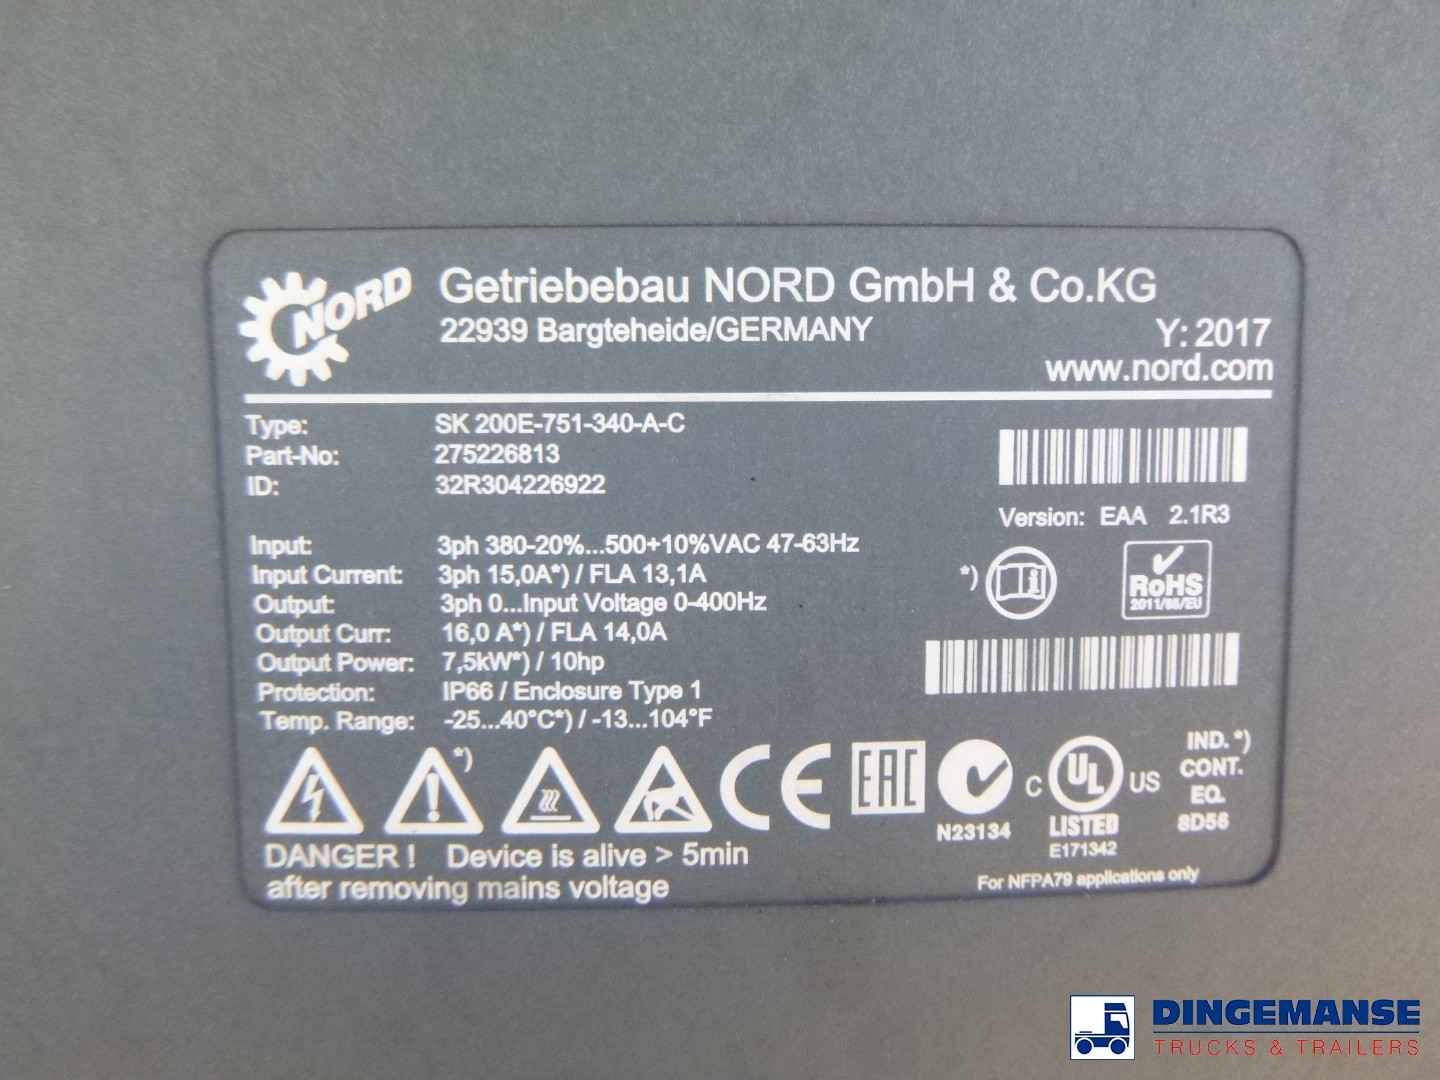 NORD
Getriebebau NORD GmbH & Co.KG
22939 Bargteheide/GERMANY
Y: 2017
www.nord.com
Type: SK 200E-751-340-A-C
Part-No: 275226813
ID: 32R304226922
Version: EAA 2.1R3
Input: 3ph 380-20%...500+10%VAC 47-63Hz
Input Current: 3ph 15,0A*) / FLA 13,1A
Output: 3ph 0...Input Voltage 0-400Hz
Output Curr: 16,0 A*) / FLA 14,0A
Output Power: 7,5kW*) / 10hp
Protection: IP66 / Enclosure Type 1
Temp. Range: -25...40°C*) / -13...104°F
*)
RoHS
2011/65/EU
*)
CE
EAC
N23134
C UL US
LISTED
E171342
IND. *)
CONT.
EQ.
8D56
DANGER ! Device is alive > 5min
after removing mains voltage
For NFPA79 applications only
DINGEMANSE
TRUCKS & TRAILERS